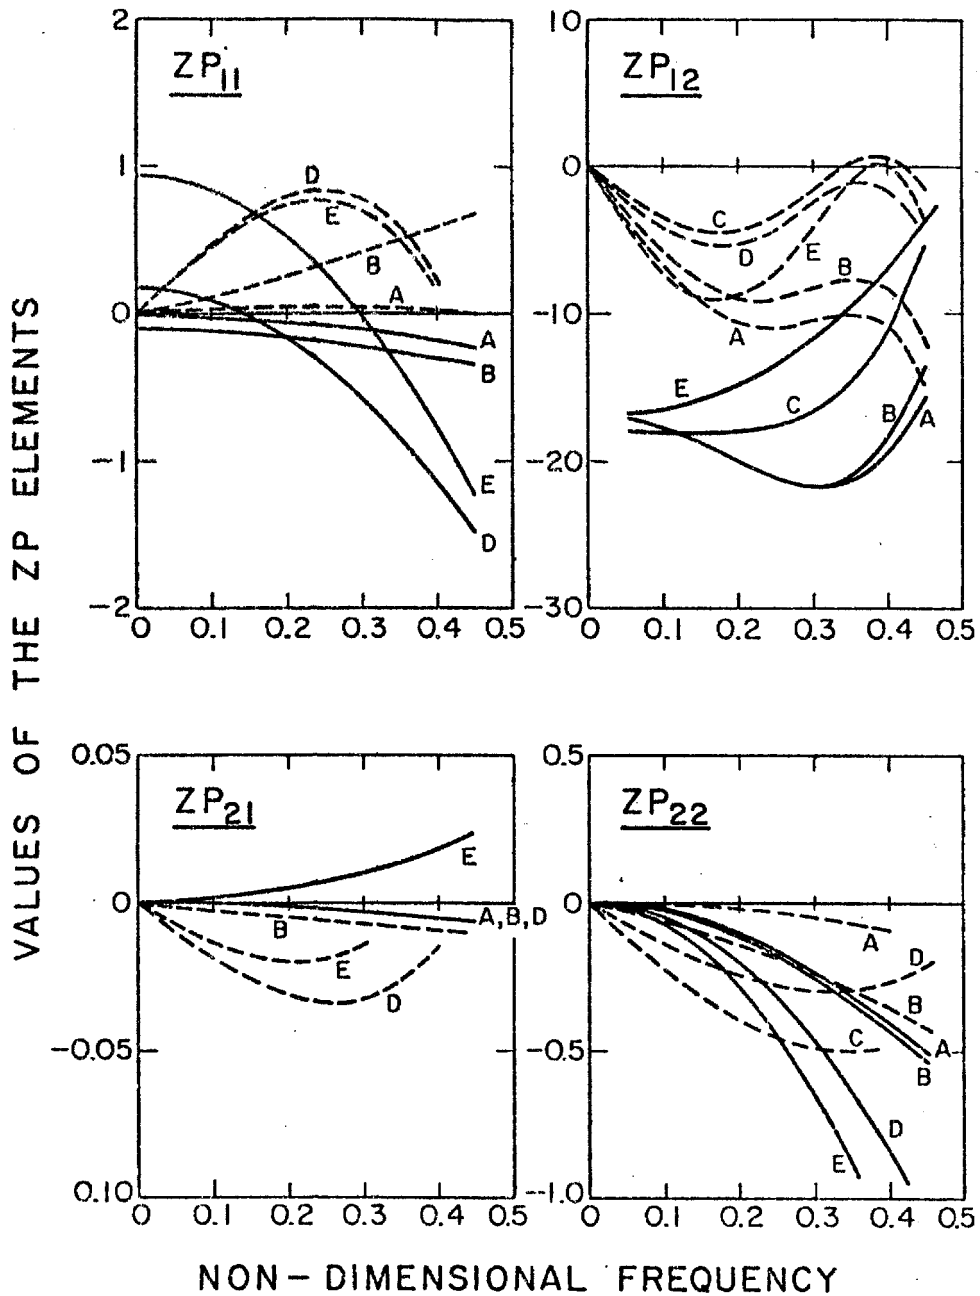 VALUES OF THE ZP ELEMENTS
ZP11
2
1
0
−1
−2
0 0.1 0.2 0.3 0.4 0.5
D
E
B
A
A
B
E
D
ZP12
10
0
−10
−20
−30
0 0.1 0.2 0.3 0.4 0.5
C
D
E
B
A
E
C
B
A
ZP21
0.05
0
−0.05
0.10
0 0.1 0.2 0.3 0.4 0.5
E
A,B,D
B
E
D
ZP22
0.5
0
−0.5
−1.0
0 0.1 0.2 0.3 0.4 0.5
A
D
B
C
A
B
D
E
NON-DIMENSIONAL FREQUENCY